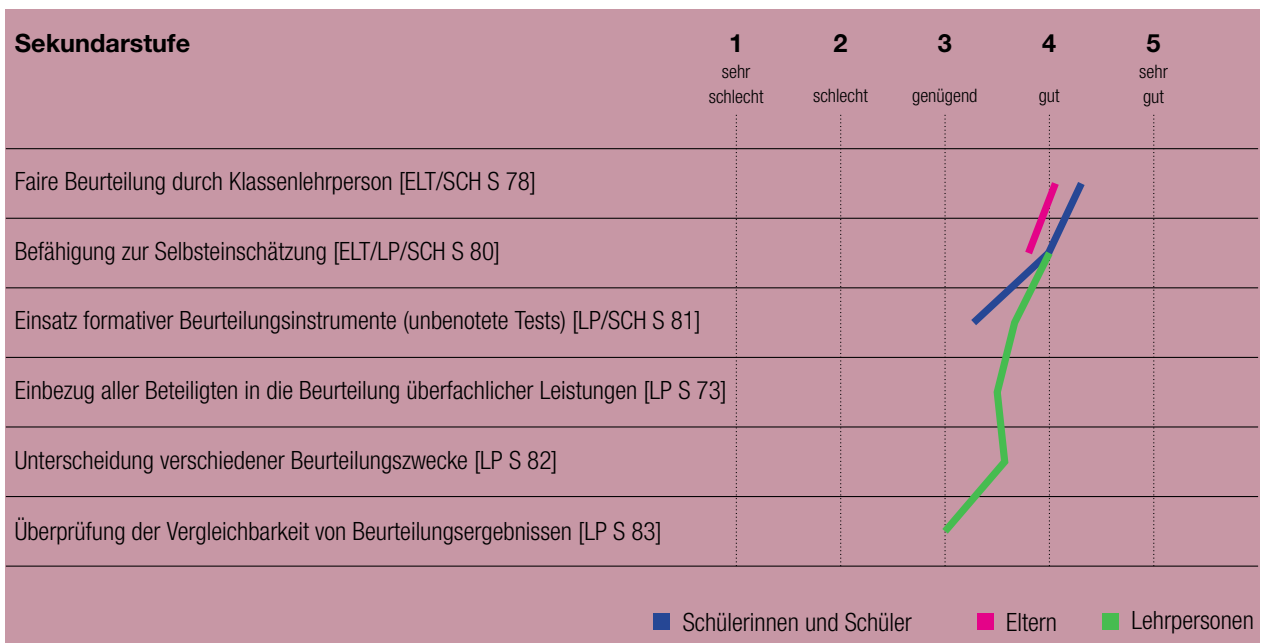 Sekundarstufe
1 2 3 4 5
sehr schlecht schlecht genügend gut sehr gut
Faire Beurteilung durch Klassenlehrperson [ELT/SCH S 78]
Befähigung zur Selbsteinschätzung [ELT/LP/SCH S 80]
Einsatz formativer Beurteilungsinstrumente (unbenotete Tests) [LP/SCH S 81]
Einbezug aller Beteiligten in die Beurteilung überfachlicher Leistungen [LP S 73]
Unterscheidung verschiedener Beurteilungszwecke [LP S 82]
Überprüfung der Vergleichbarkeit von Beurteilungsergebnissen [LP S 83]
Schülerinnen und Schüler Eltern Lehrpersonen